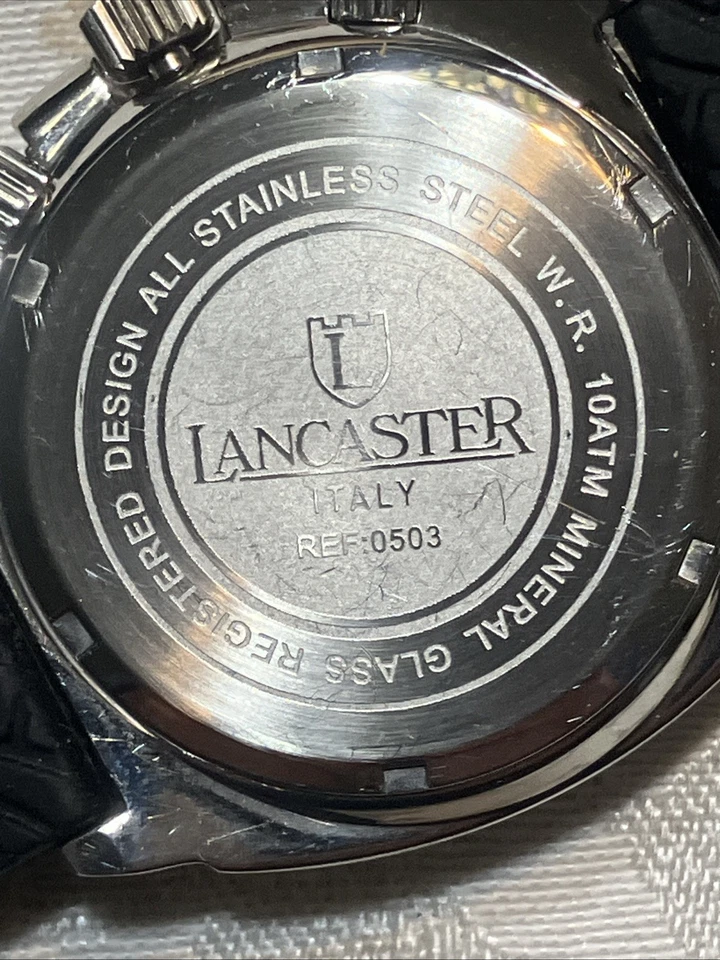 L
LANCASTER
ITALY
REF:0503
REGISTERED DESIGN ALL STAINLESS STEEL W.R. 10ATM MINERAL GLASS